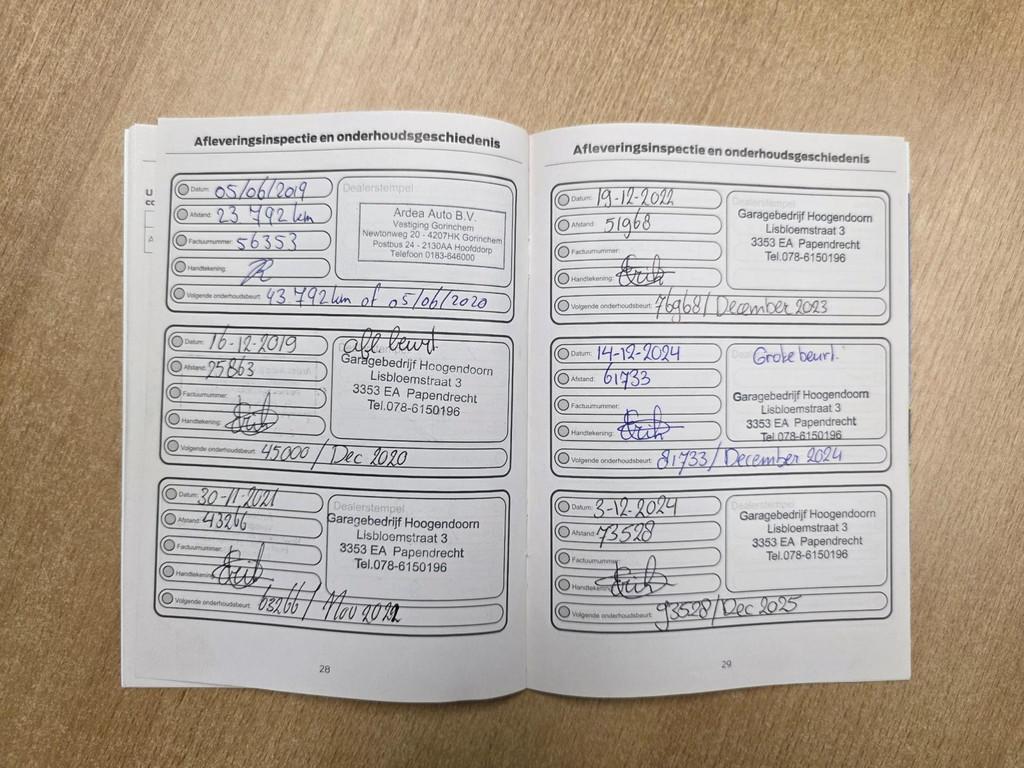 Afleveringsinspectie en onderhoudsgeschiedenis
Datum: 05/06/2019
Afstand: 23 792 km
Factuurnummer: 56353
Handtekening:
Volgende onderhoudsbeurt: 43 792 km of 05/06/2020
Dealerstempel
Ardea Auto B.V.
Vestiging Gorinchem
Newtonweg 20 - 4207HK Gorinchem
Postbus 24 - 2130AA Hoofddorp
Telefoon 0183-646000
Datum: 16-12-2019
Afstand: 25863
Factuurnummer:
Handtekening:
Volgende onderhoudsbeurt: 45000 / Dec 2020
afl beurt.
Garagebedrijf Hoogendoorn
Lisbloemstraat 3
3353 EA Papendrecht
Tel.078-6150196
Datum: 30-11-2021
Afstand: 43266
Factuurnummer:
Handtekening:
Volgende onderhoudsbeurt: 63266 / Nov 2022
Dealerstempel
Garagebedrijf Hoogendoorn
Lisbloemstraat 3
3353 EA Papendrecht
Tel.078-6150196
28
Afleveringsinspectie en onderhoudsgeschiedenis
Datum: 19-12-2022
Afstand: 51968
Factuurnummer:
Handtekening:
Volgende onderhoudsbeurt: 76968 / December 2023
Dealerstempel
Garagebedrijf Hoogendoorn
Lisbloemstraat 3
3353 EA Papendrecht
Tel.078-6150196
Datum: 14-12-2024
Afstand: 61733
Factuurnummer:
Handtekening:
Volgende onderhoudsbeurt: 81733 / December 2024
Grote beurt.
Garagebedrijf Hoogendoorn
Lisbloemstraat 3
3353 EA Papendrecht
Tel.078-6150196
Datum: 3-12-2024
Afstand: 73528
Factuurnummer:
Handtekening:
Volgende onderhoudsbeurt: 93528 / Dec 2025
Dealerstempel
Garagebedrijf Hoogendoorn
Lisbloemstraat 3
3353 EA Papendrecht
Tel.078-6150196
29